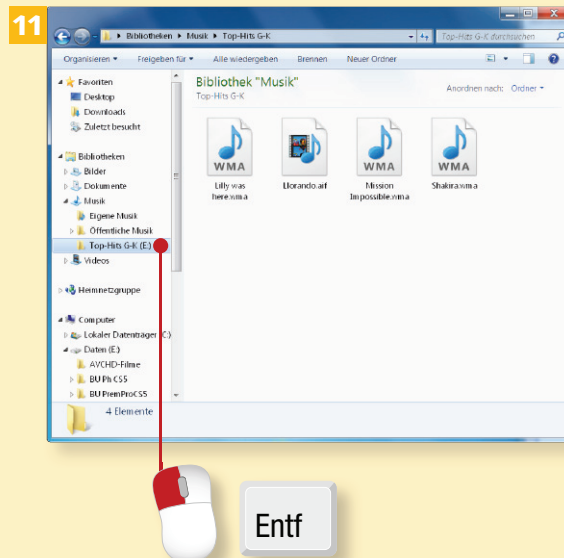 11
Bibliotheken Musik Top-Hits G-K
Top-Hits G-K durchsuchen
Organisieren Freigeben für Alle wiedergeben Brennen Neuer Ordner
Favoriten
Desktop
Downloads
Zuletzt besucht
Bibliotheken
Bilder
Dokumente
Musik
Eigene Musik
Öffentliche Musik
Top-Hits G-K (E:)
Videos
Heimnetzgruppe
Computer
Lokaler Datenträger (C:)
Daten (E:)
AVCHD-Filme
BU Ph CS5
BU PremProCS5
Bibliothek "Musik"
Top-Hits G-K
Anordnen nach: Ordner
WMA
WMA
WMA
Lilly was
here.wma
Llorando.aif
Mission
Impossible.wma
Shakira.wma
4 Elemente
Entf